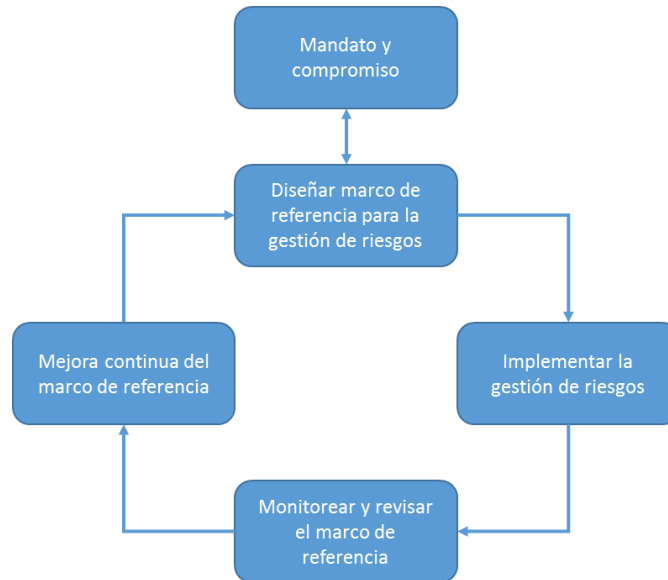 Mandato y
compromiso
Diseñar marco de
referencia para la
gestión de riesgos
Mejora continua del
marco de referencia
Implementar la
gestión de riesgos
Monitorear y revisar
el marco de
referencia